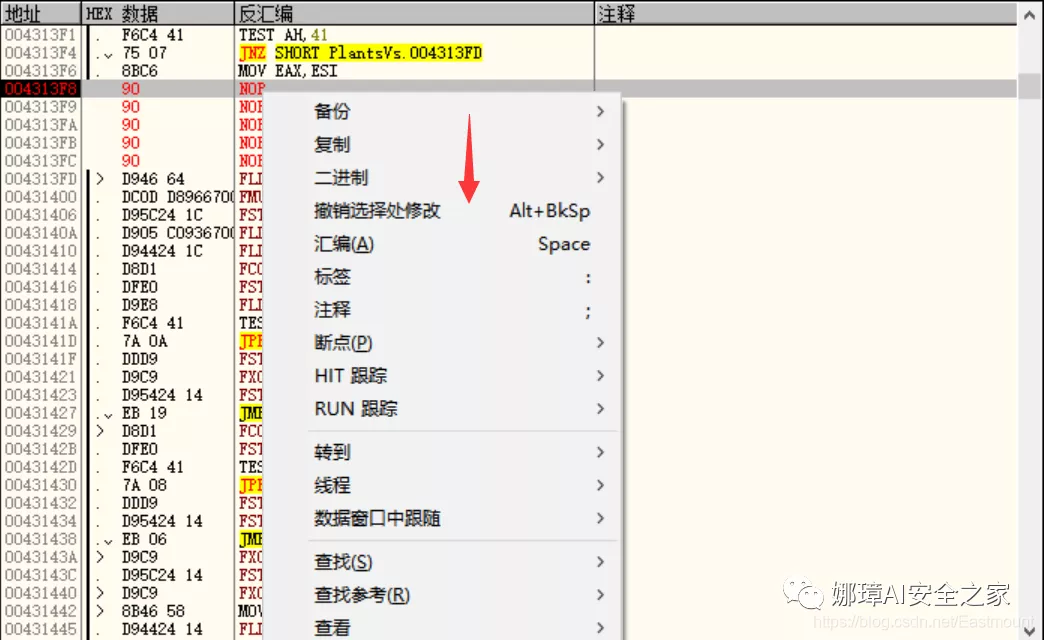 地址 HEX 数据 反汇编 注释
004313F1 . F6C4 41 TEST AH,41
004313F4 .⌄ 75 07 JNZ SHORT PlantsVs.004313FD
004313F6 . 8BC6 MOV EAX,ESI
004313F8 90 NOP
004313F9 90 NOP
004313FA 90 NOP
004313FB 90 NOP
004313FC 90 NOP
004313FD > D946 64 FLI
00431400 . DC0D D8966700 FMU
00431406 . D95C24 1C FST
0043140A . D905 C0936700 FLI
00431410 . D94424 1C FLI
00431414 . D8D1 FCO
00431416 . DFE0 FST
00431418 . D9E8 FLI
0043141A . F6C4 41 TES
0043141D . 7A 0A JPE
0043141F . DDD9 FST
00431421 . D9C9 FXC
00431423 . D95424 14 FST
00431427 .⌄ EB 19 JMP
00431429 > D8D1 FCO
0043142B . DFE0 FST
0043142D . F6C4 41 TES
00431430 . 7A 08 JPE
00431432 . DDD9 FST
00431434 . D95424 14 FST
00431438 .⌄ EB 06 JMP
0043143A > D9C9 FXC
0043143C . D95C24 14 FST
00431440 > D9C9 FXC
00431442 > 8B46 58 MOV
00431445 . D94424 14 FLI
备份 >
复制 >
二进制 >
撤销选择处修改 Alt+BkSp
汇编(A) Space
标签 :
注释 ;
断点(P) >
HIT 跟踪 >
RUN 跟踪 >
转到 >
线程 >
数据窗口中跟随 >
查找(S) >
查找参考(R) >
查看 >
娜璋AI安全之家
https://blog.csdn.net/Eastmount